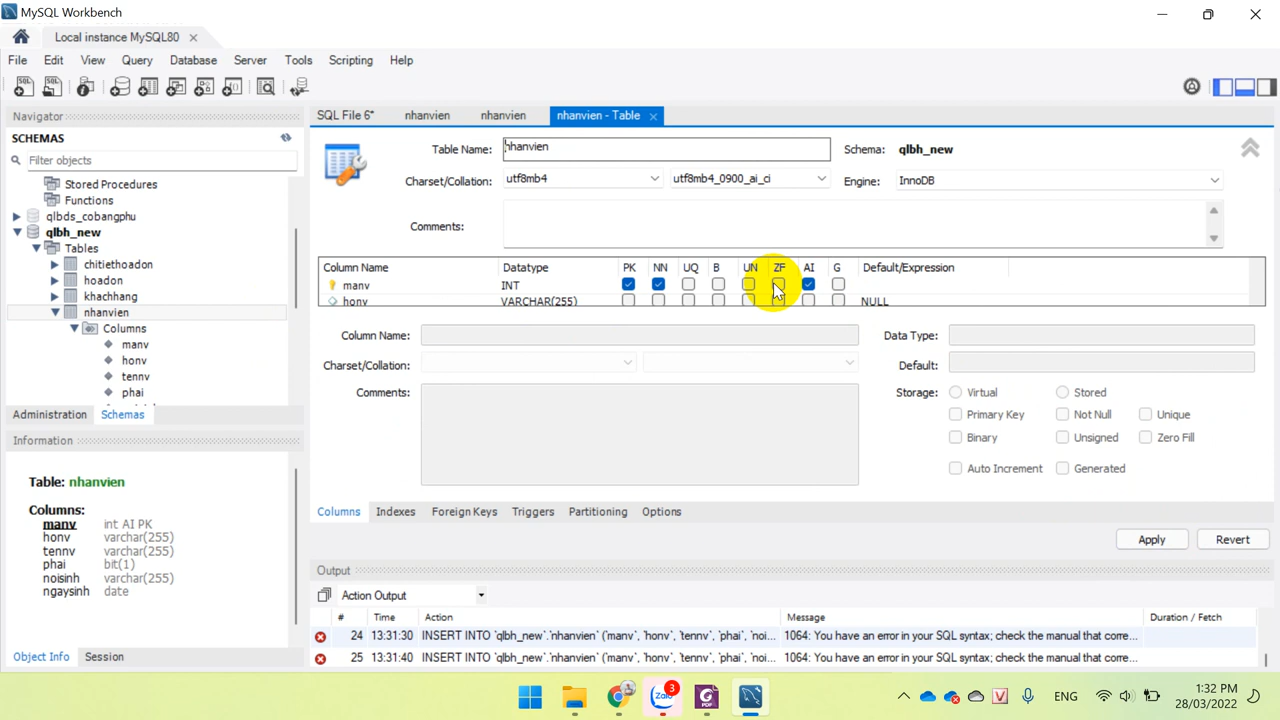 MySQL Workbench
Local instance MySQL80
File Edit View Query Database Server Tools Scripting Help
Navigator
SCHEMAS
Filter objects
Stored Procedures
Functions
qlbds_cobangphu
qlbh_new
Tables
chitiethoadon
hoadon
khachhang
nhanvien
Columns
manv
honv
tennv
phai
Administration Schemas
Information
Table: nhanvien
Columns:
manv int AI PK
honv varchar(255)
tennv varchar(255)
phai bit(1)
noisinh varchar(255)
ngaysinh date
Object Info Session
SQL File 6* nhanvien nhanvien nhanvien - Table
Table Name: nhanvien Schema: qlbh_new
Charset/Collation: utf8mb4 utf8mb4_0900_ai_ci Engine: InnoDB
Comments:
Column Name Datatype PK NN UQ B UN ZF AI G Default/Expression
manv INT
honv VARCHAR(255) NULL
Column Name: Data Type:
Charset/Collation: Default:
Comments: Storage: Virtual Stored
Primary Key Not Null Unique
Binary Unsigned Zero Fill
Auto Increment Generated
Columns Indexes Foreign Keys Triggers Partitioning Options
Apply Revert
Output
Action Output
# Time Action Message Duration / Fetch
24 13:31:30 INSERT INTO `qlbh_new`.`nhanvien` (`manv`, `honv`, `tennv`, `phai`, `noi... 1064: You have an error in your SQL syntax; check the manual that corre...
25 13:31:40 INSERT INTO `qlbh_new`.`nhanvien` (`manv`, `honv`, `tennv`, `phai`, `noi... 1064: You have an error in your SQL syntax; check the manual that corre...
Zalo 3
PDF
V
ENG
1:32 PM
28/03/2022